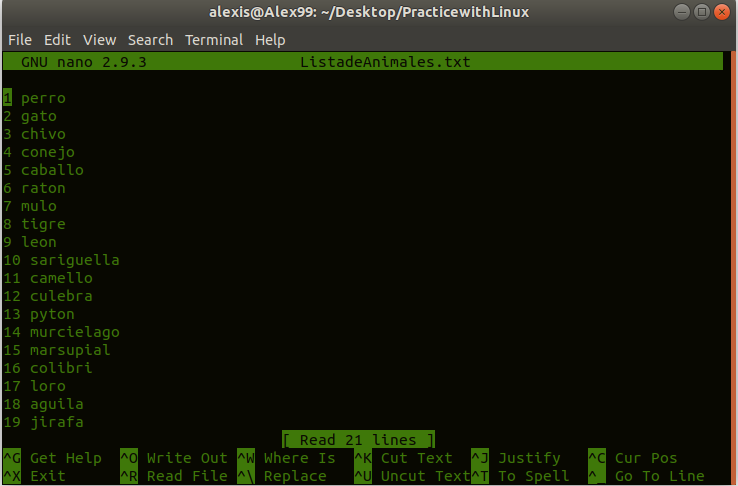 alexis@Alex99: ~/Desktop/PracticewithLinux
File Edit View Search Terminal Help
GNU nano 2.9.3 ListadeAnimales.txt
1 perro
2 gato
3 chivo
4 conejo
5 caballo
6 raton
7 mulo
8 tigre
9 leon
10 sariguella
11 camello
12 culebra
13 pyton
14 murcielago
15 marsupial
16 colibri
17 loro
18 aguila
19 jirafa
[ Read 21 lines ]
^G Get Help ^O Write Out ^W Where Is ^K Cut Text ^J Justify ^C Cur Pos
^X Exit ^R Read File ^\ Replace ^U Uncut Text ^T To Spell ^_ Go To Line